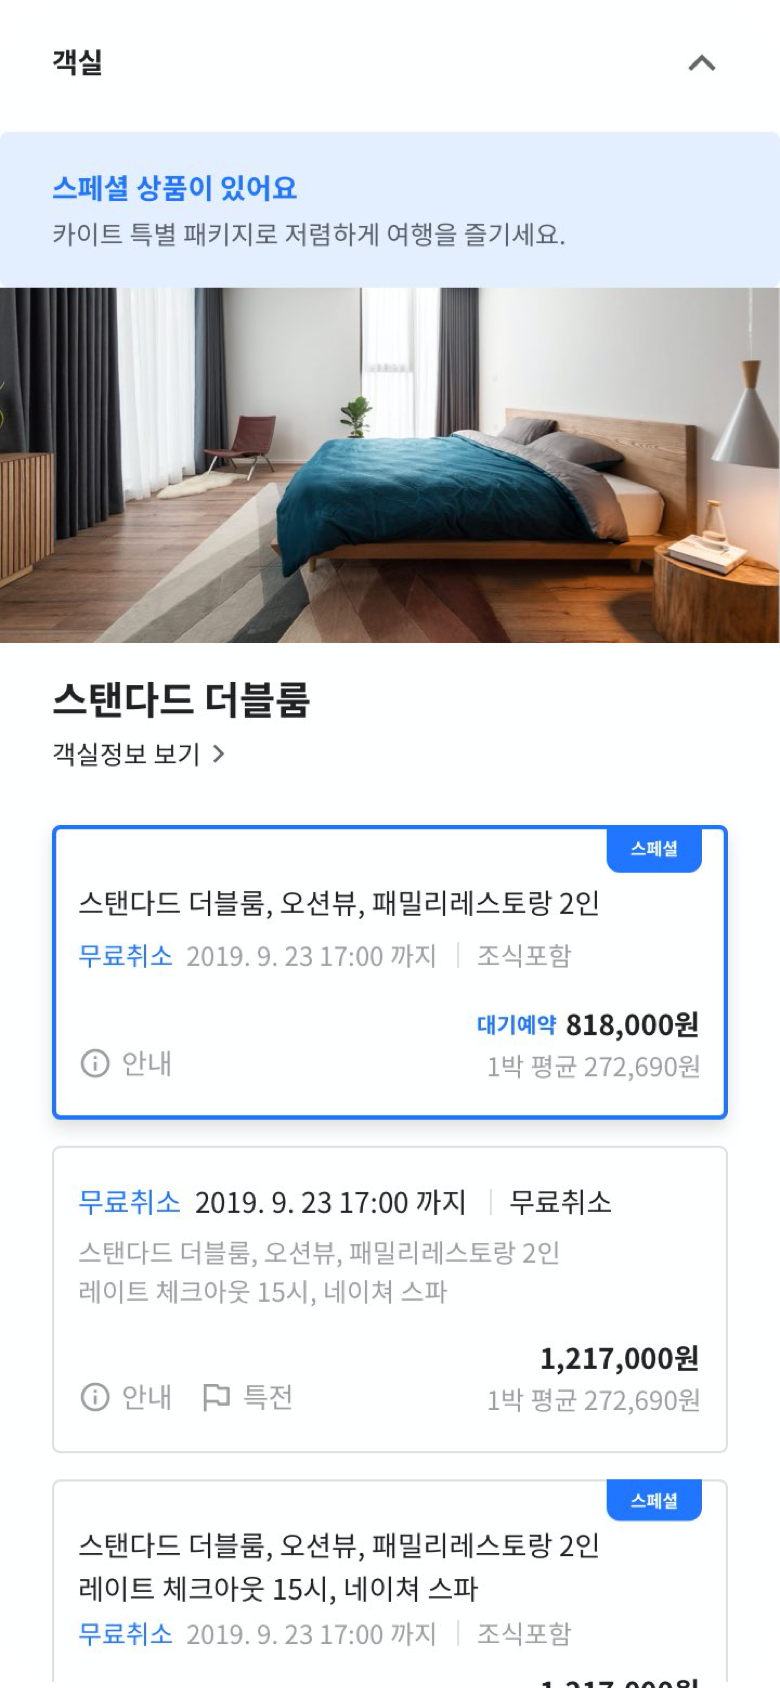 객실
스페셜 상품이 있어요
카이트 특별 패키지로 저렴하게 여행을 즐기세요.
스탠다드 더블룸
객실정보 보기
스페셜
스탠다드 더블룸, 오션뷰, 패밀리레스토랑 2인
무료취소 2019. 9. 23 17:00 까지 조식포함
대기예약 818,000원
안내 1박 평균 272,690원
무료취소 2019. 9. 23 17:00 까지 무료취소
스탠다드 더블룸, 오션뷰, 패밀리레스토랑 2인
레이트 체크아웃 15시, 네이쳐 스파
1,217,000원
안내 특전 1박 평균 272,690원
스페셜
스탠다드 더블룸, 오션뷰, 패밀리레스토랑 2인
레이트 체크아웃 15시, 네이쳐 스파
무료취소 2019. 9. 23 17:00 까지 조식포함